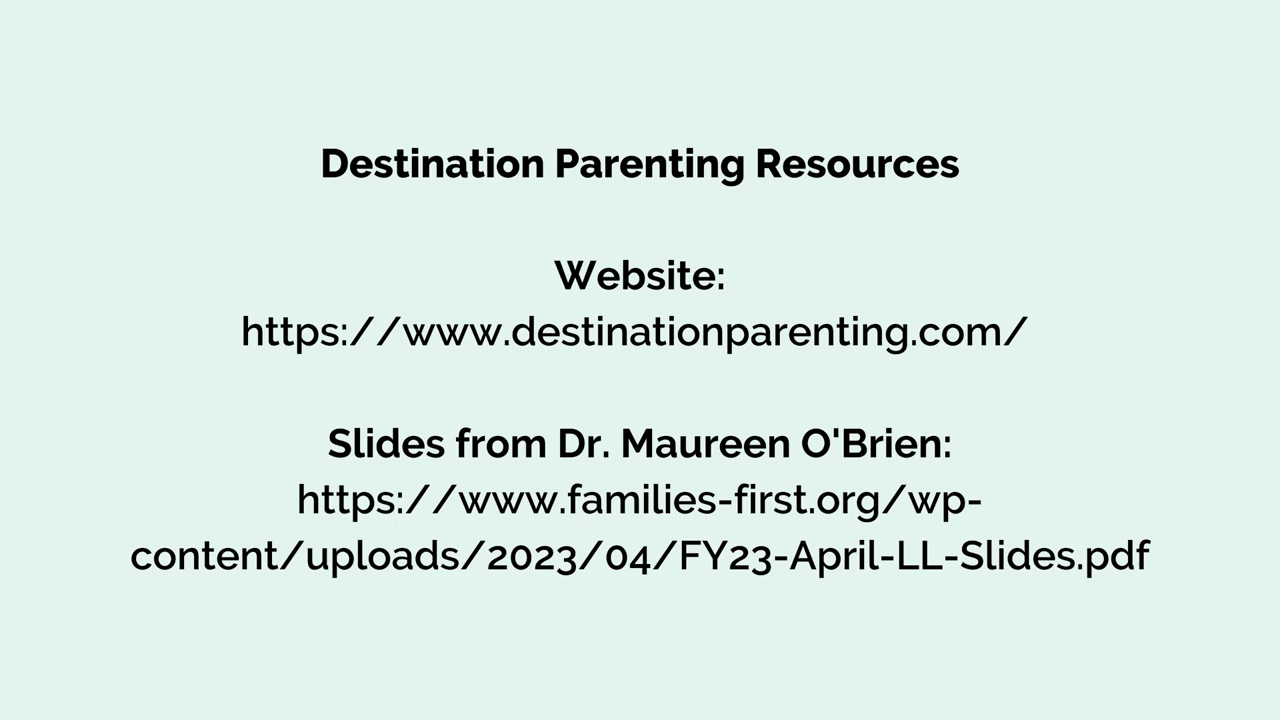 Destination Parenting Resources
Website:
https://www.destinationparenting.com/
Slides from Dr. Maureen O'Brien:
https://www.families-first.org/wp-
content/uploads/2023/04/FY23-April-LL-Slides.pdf